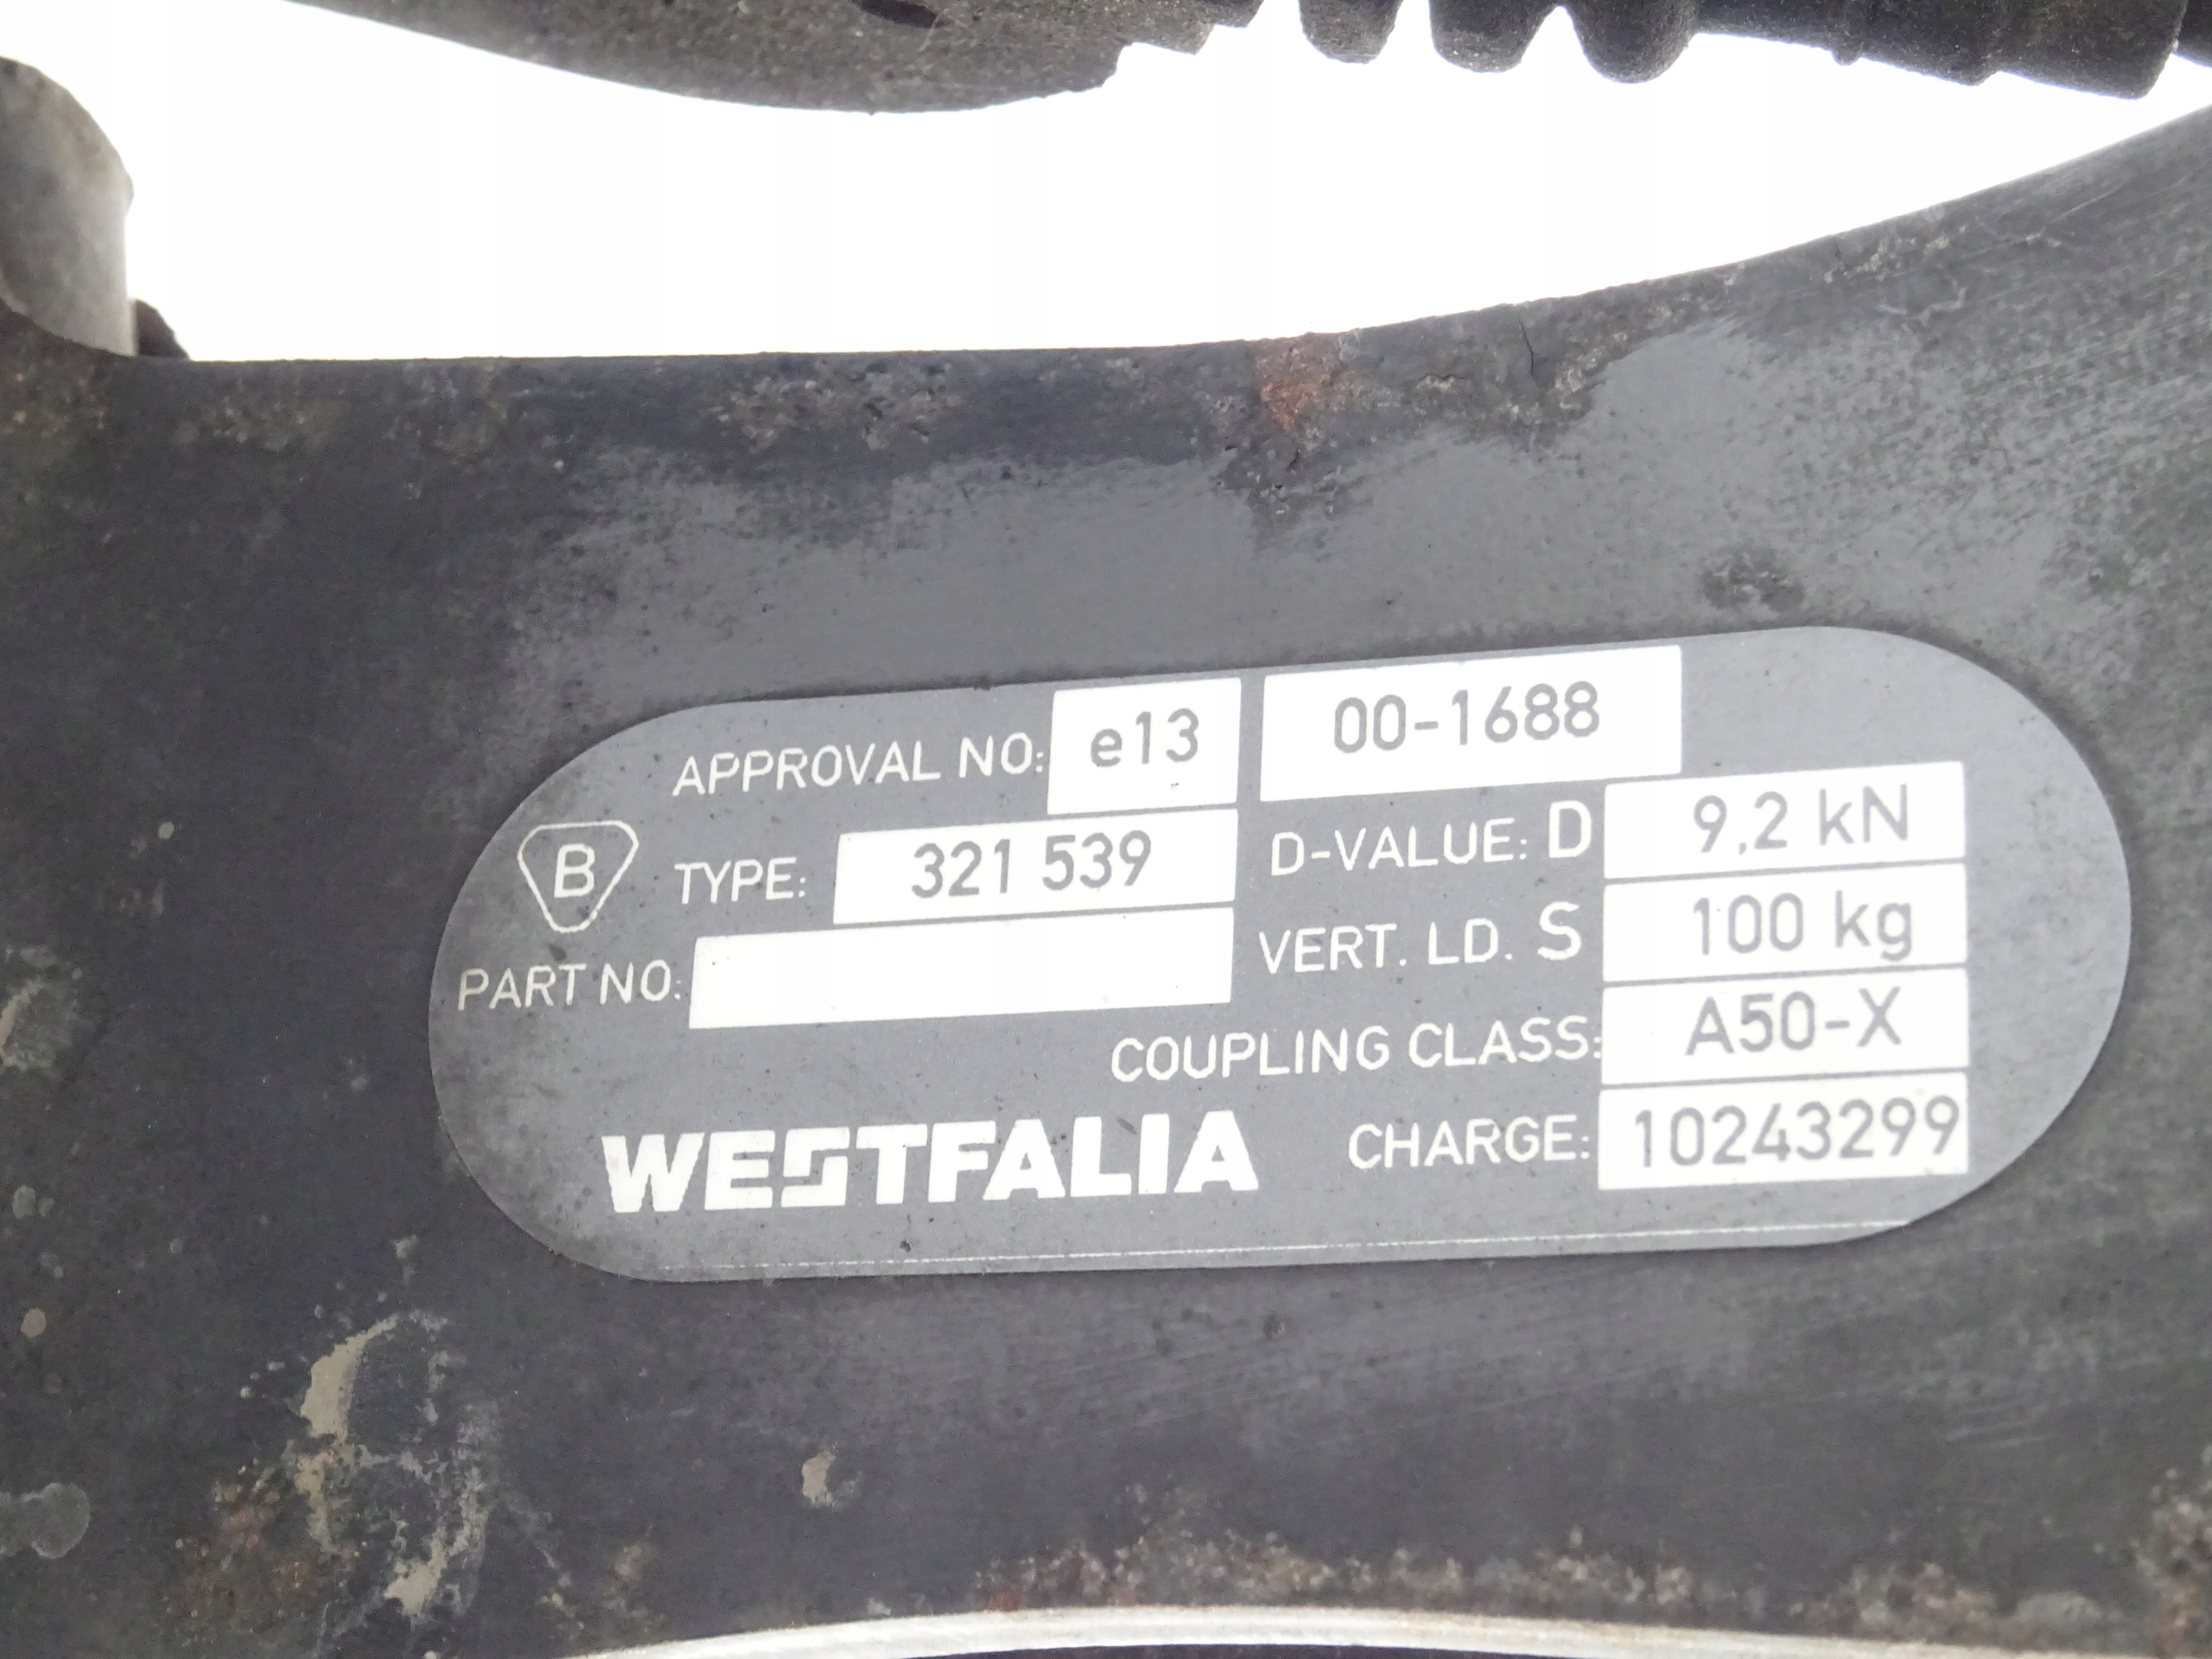 APPROVAL NO: e13 00-1688
B TYPE: 321 539 D-VALUE: D 9,2 kN
PART NO: VERT. LD. S 100 kg
COUPLING CLASS: A50-X
WESTFALIA CHARGE: 10243299